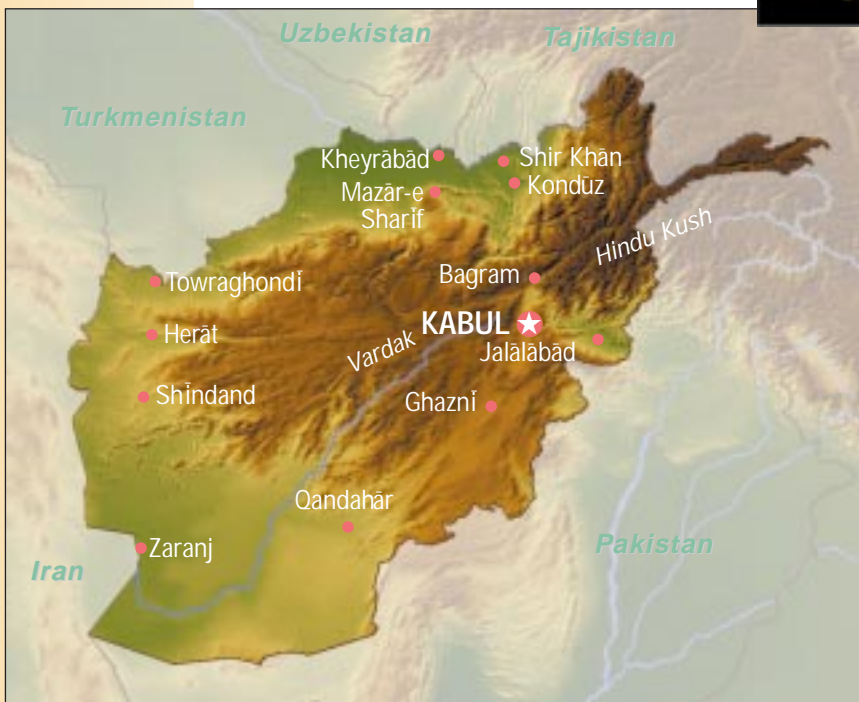 Uzbekistan
Tajikistan
Turkmenistan
Kheyrābād
Shir Khān
Mazār-e
Sharīf
Kondūz
Hindu Kush
Towraghondī
Bagram
Herāt
KABUL
Vardak
Jalālābād
Shīndand
Ghaznī
Qandahār
Zaranj
Pakistan
Iran